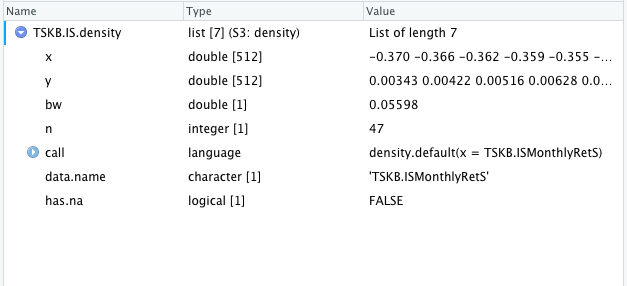 Name Type Value
TSKB.IS.density list [7] (S3: density) List of length 7
x double [512] -0.370 -0.366 -0.362 -0.359 -0.355 -...
y double [512] 0.00343 0.00422 0.00516 0.00628 0.0...
bw double [1] 0.05598
n integer [1] 47
call language density.default(x = TSKB.ISMonthlyRetS)
data.name character [1] 'TSKB.ISMonthlyRetS'
has.na logical [1] FALSE